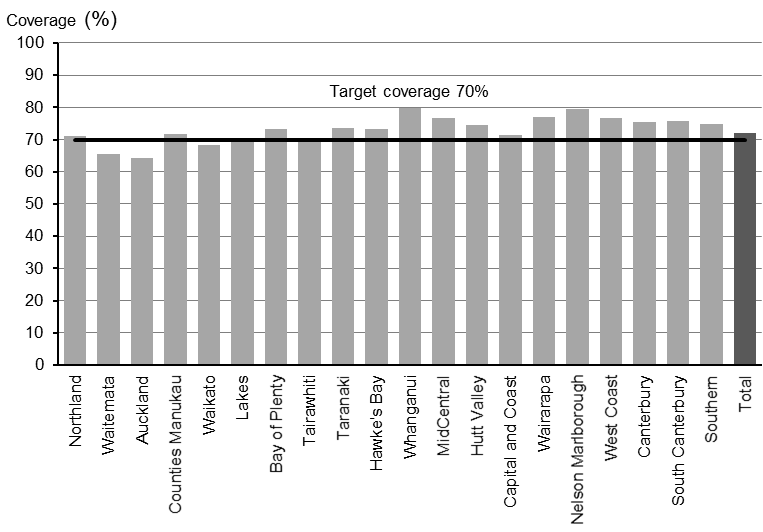 Coverage (%)
100
90
80
70
60
50
40
30
20
10
0
Target coverage 70%
Northland
Waitemata
Auckland
Counties Manukau
Waikato
Lakes
Bay of Plenty
Tairawhiti
Taranaki
Hawke's Bay
Whanganui
MidCentral
Hutt Valley
Capital and Coast
Wairarapa
Nelson Marlborough
West Coast
Canterbury
South Canterbury
Southern
Total